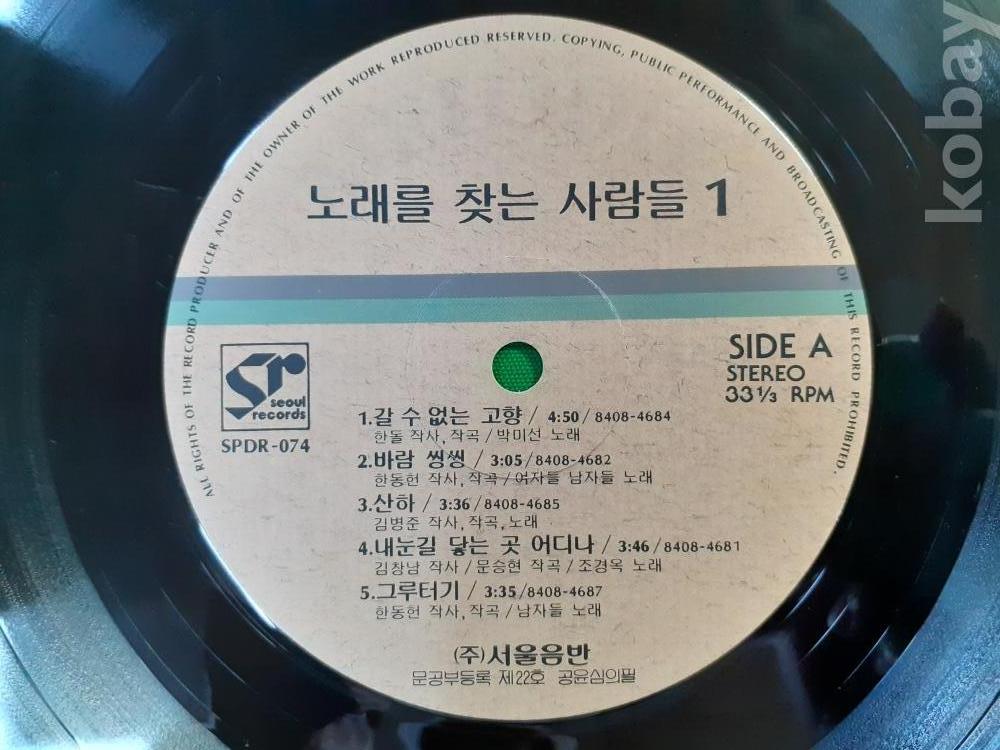 ALL RIGHTS OF THE RECORD PRODUCER AND OF THE OWNER OF THE WORK REPRODUCED RESERVED. COPYING, PUBLIC PERFORMANCE AND BROADCASTING OF THIS RECORD PROHIBITED.
kobay
노래를 찾는 사람들 1
sr
seoul
records
SPDR-074
SIDE A
STEREO
33 1/3 RPM
1.갈 수 없는 고향 / 4:50/8408-4684
한돌 작사, 작곡/박미선 노래
2.바람 씽씽 / 3:05/8408-4682
한동헌 작사, 작곡/여자들 남자들 노래
3.산하 / 3:36/8408-4685
김병준 작사, 작곡, 노래
4.내눈길 닿는 곳 어디나 / 3:46/8408-4681
김창남 작사/문승현 작곡/조경옥 노래
5.그루터기 / 3:35/8408-4687
한동헌 작사, 작곡/남자들 노래
(주)서울음반
문공부등록 제22호 공윤심의필